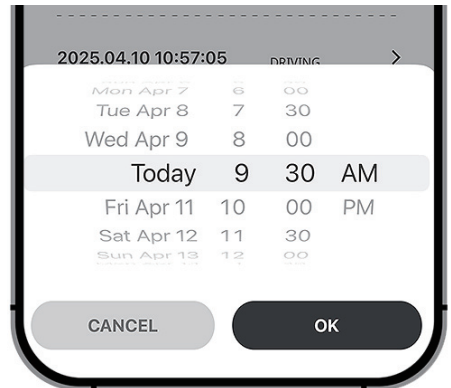 2025.04.10 10:57:05 DRIVING >
Mon Apr 7 6 00
Tue Apr 8 7 30
Wed Apr 9 8 00
Today 9 30 AM
Fri Apr 11 10 00 PM
Sat Apr 12 11 30
Sun Apr 13 12 00
CANCEL OK